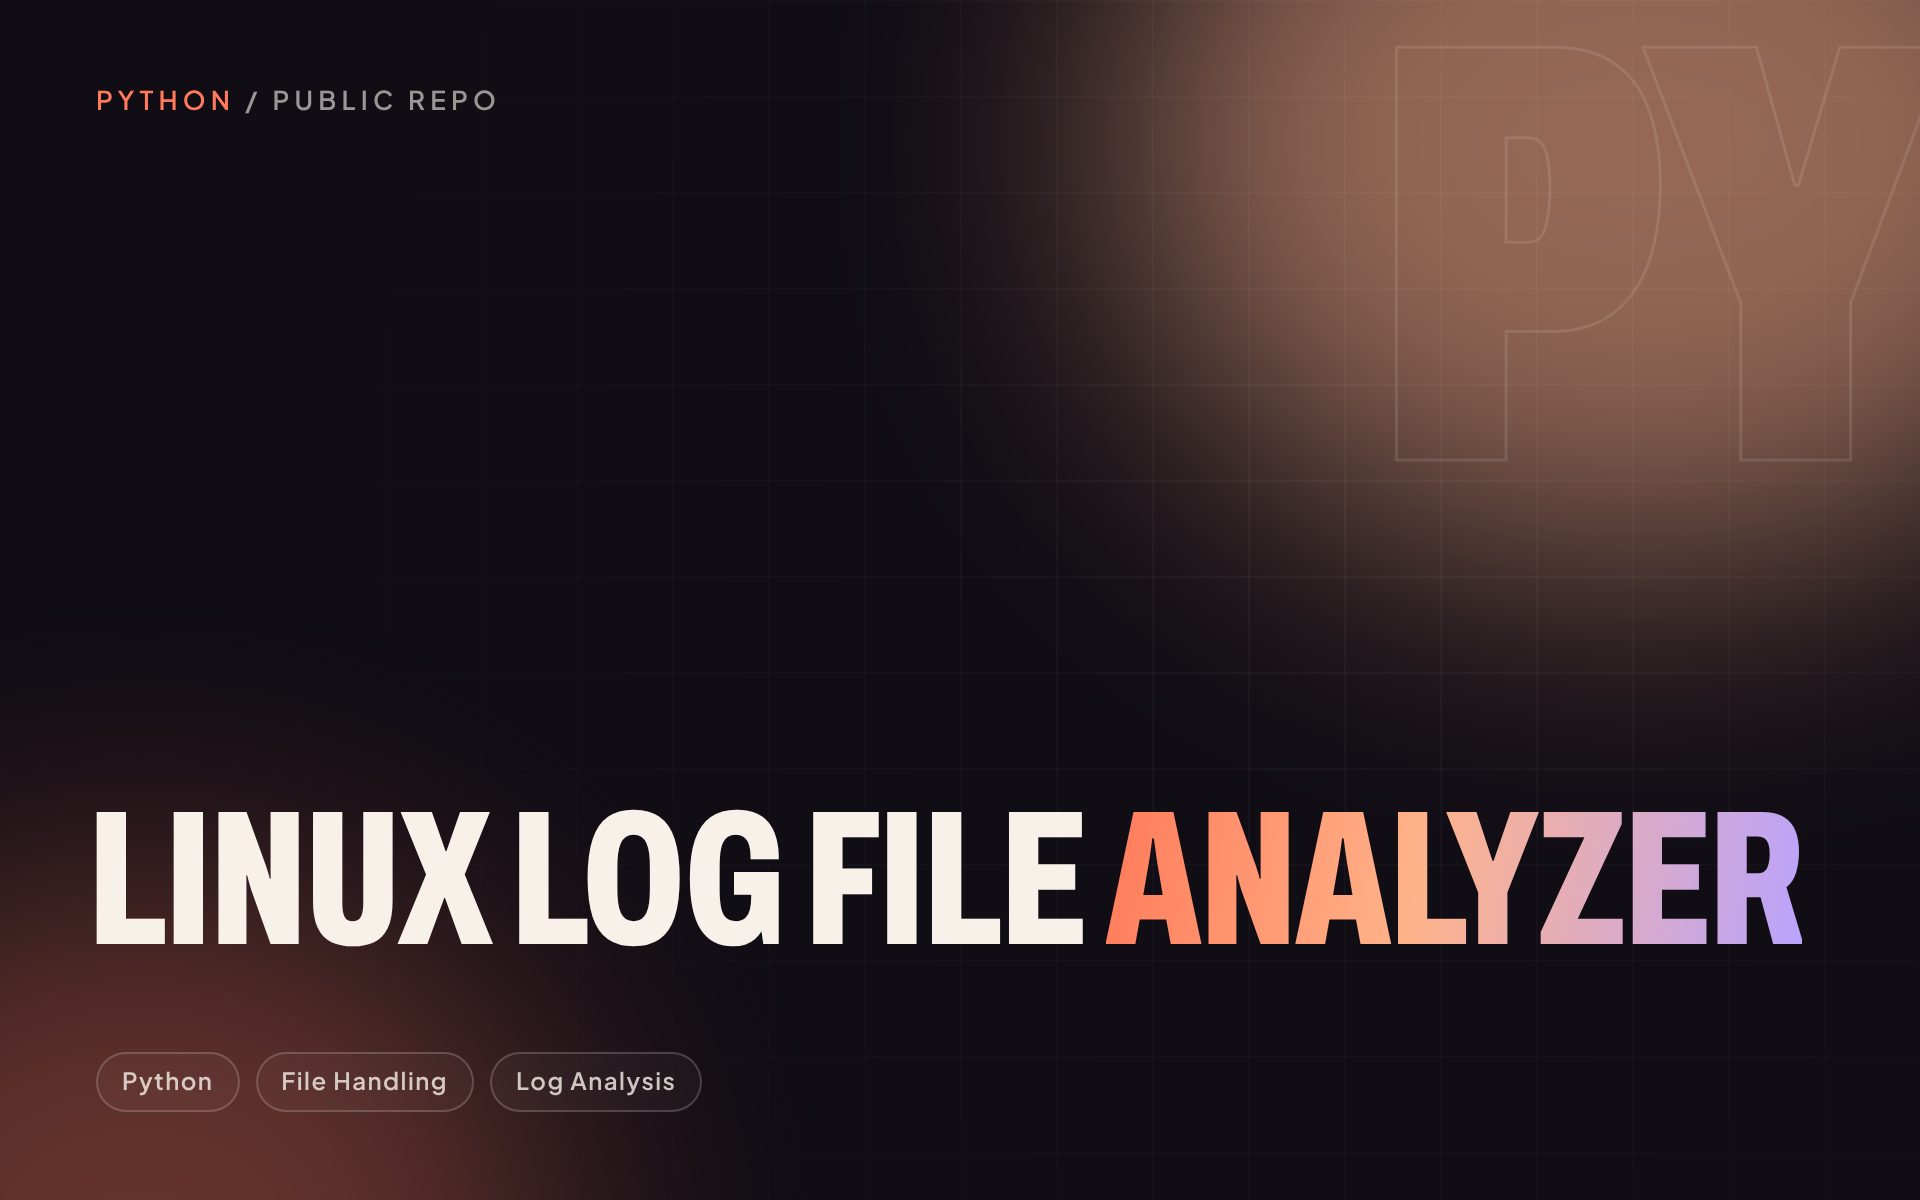 PYTHON / PUBLIC REPO
PY
LINUX LOG FILE ANALYZER
Python
File Handling
Log Analysis